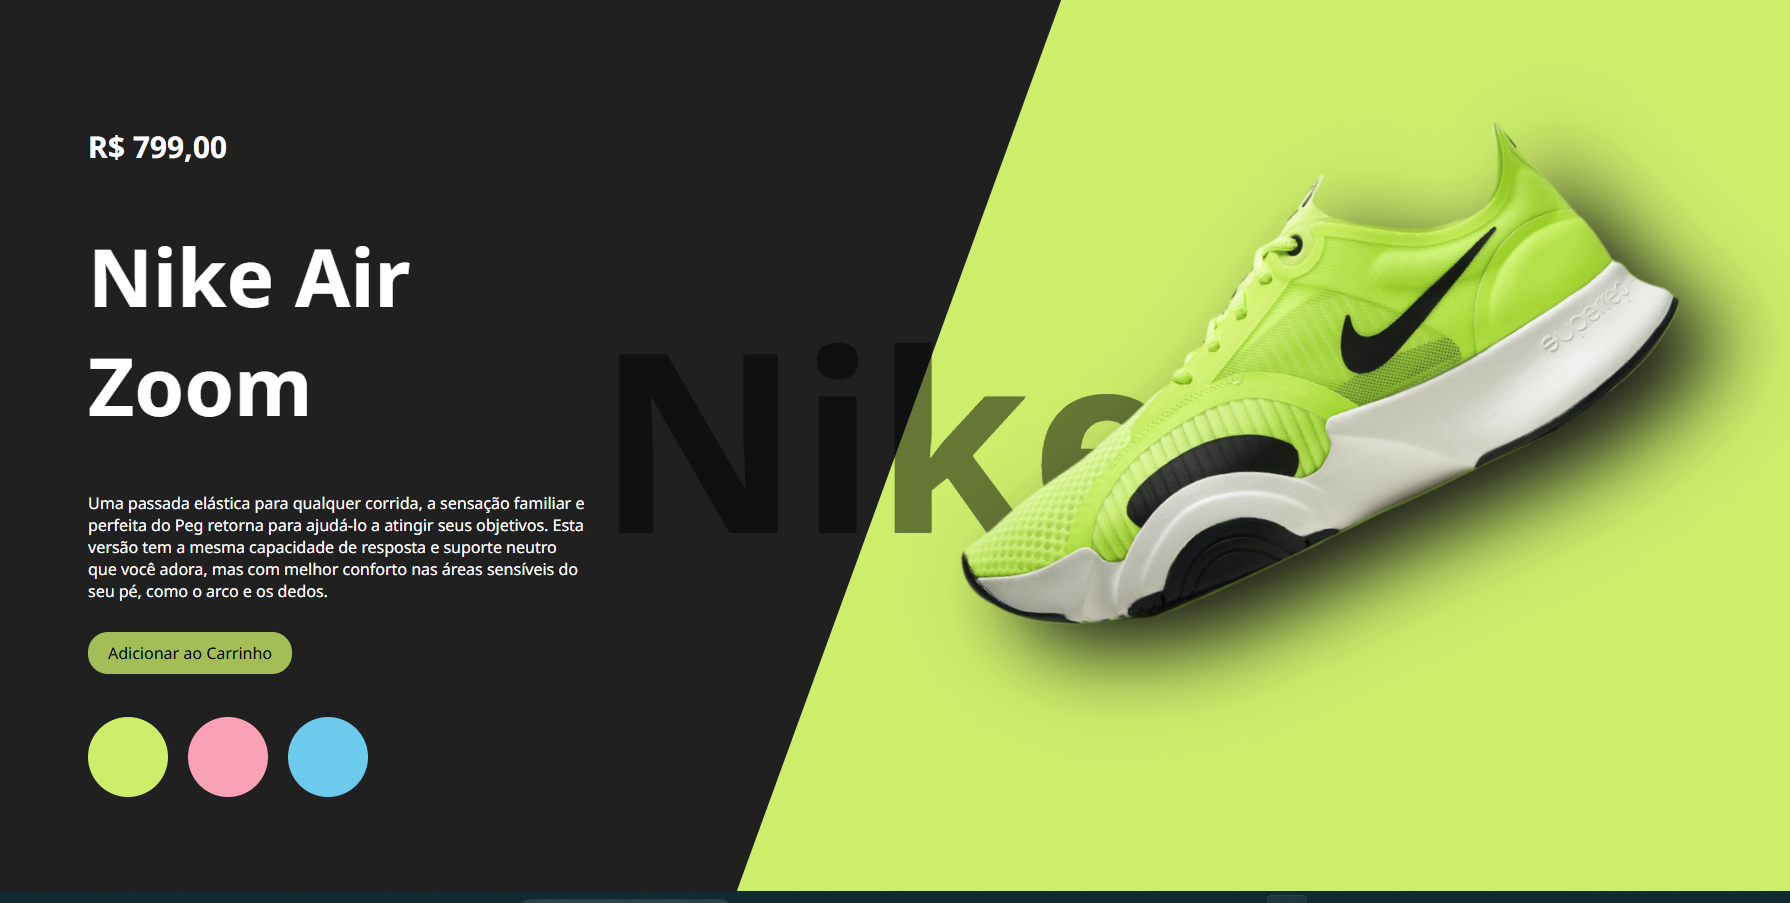 R$ 799,00
Nike Air
Zoom
Nike
Uma passada elástica para qualquer corrida, a sensação familiar e
perfeita do Peg retorna para ajudá-lo a atingir seus objetivos. Esta
versão tem a mesma capacidade de resposta e suporte neutro
que você adora, mas com melhor conforto nas áreas sensíveis do
seu pé, como o arco e os dedos.
Adicionar ao Carrinho
superrep